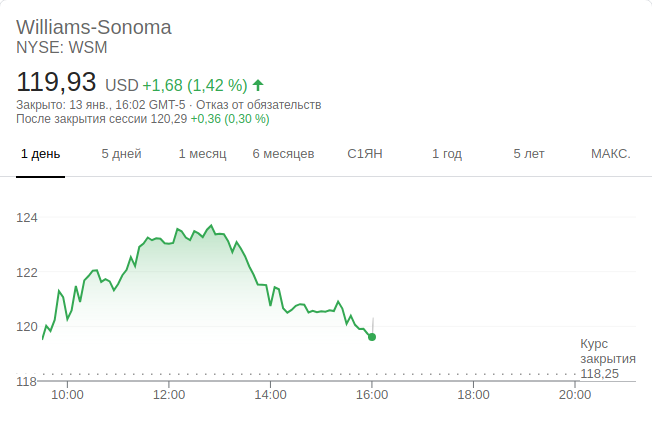 Williams-Sonoma
NYSE: WSM
119,93 USD +1,68 (1,42 %)
Закрыто: 13 янв., 16:02 GMT-5 · Отказ от обязательств
После закрытия сессии 120,29 +0,36 (0,30 %)
1 день 5 дней 1 месяц 6 месяцев С1ЯН 1 год 5 лет МАКС.
124
122
120
Курс
закрытия
118,25
118
10:00 12:00 14:00 16:00 18:00 20:00